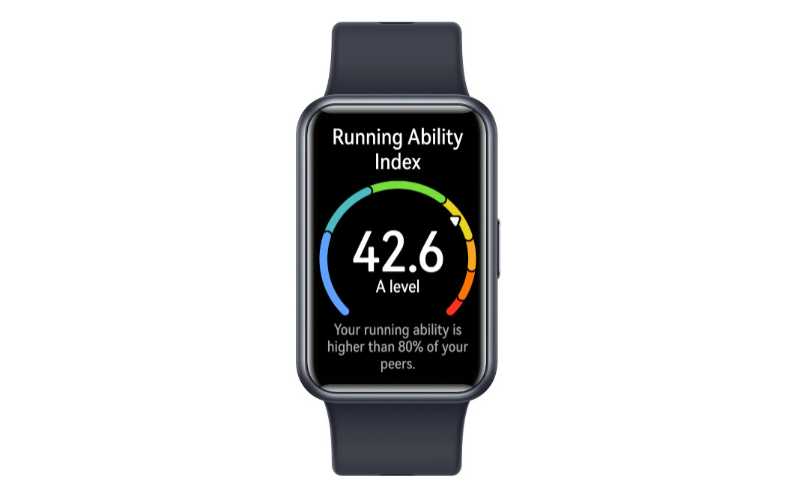 Running Ability
Index
42.6
A level
Your running ability is
higher than 80% of your
peers.